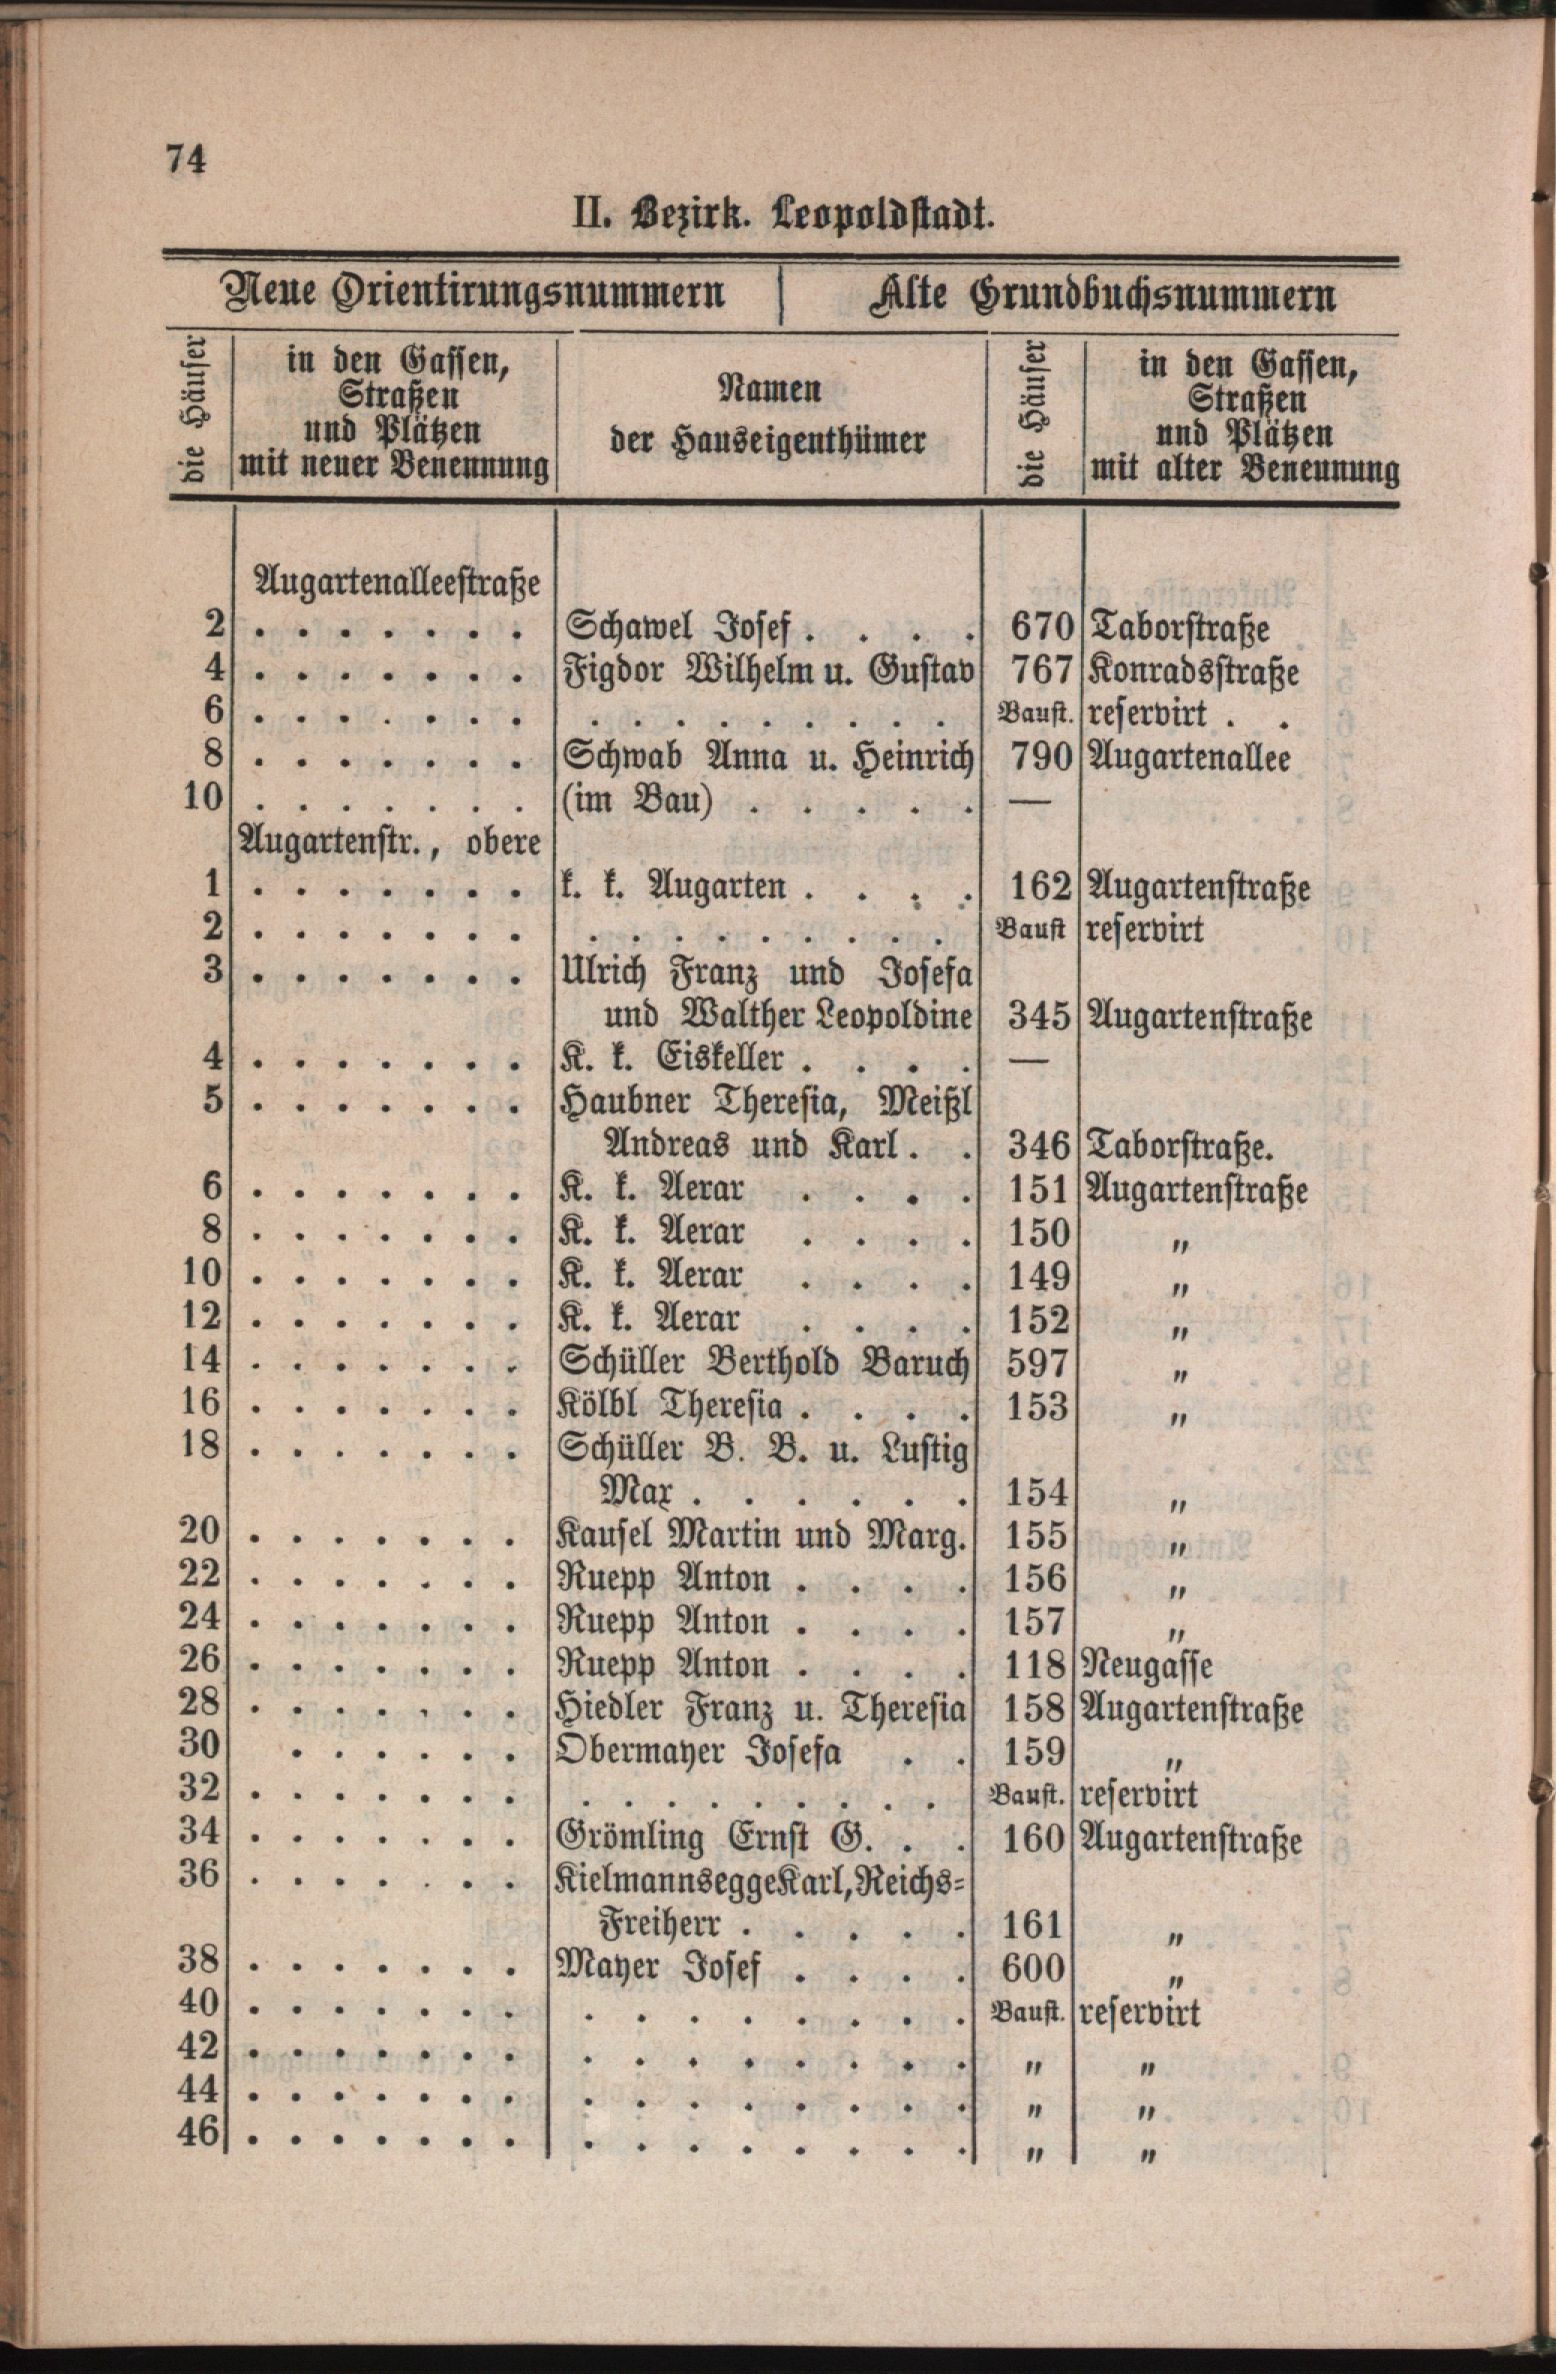 74
II. Bezirk. Leopoldstadt.
Neue Orientirungsnummern | Alte Grundbuchsnummern
die Häuser
in den Gassen,
Straßen
und Plätzen
mit neuer Benennung
Namen
der Hauseigenthümer
die Häuser
in den Gassen,
Straßen
und Plätzen
mit alter Benennung
Augartenalleestraße
2 . . . . . . . Schawel Josef . . . . 670 Taborstraße
4 . . . . . . . Figdor Wilhelm u. Gustav 767 Konradsstraße
6 . . . . . . . . . . . . . . . . Baust. reservirt . .
8 . . . . . . . Schwab Anna u. Heinrich 790 Augartenallee
10 . . . . . . . (im Bau) . . . . . —
Augartenstr., obere
1 . . . . . . . k. k. Augarten . . . . 162 Augartenstraße
2 . . . . . . . . . . . . . . . . Baust reservirt
3 . . . . . . . Ulrich Franz und Josefa
und Walther Leopoldine 345 Augartenstraße
4 . . . . . . . K. k. Eiskeller . . . . —
5 . . . . . . . Haubner Theresia, Meißl
Andreas und Karl . . 346 Taborstraße.
6 . . . . . . . K. k. Aerar . . . . 151 Augartenstraße
8 . . . . . . . K. k. Aerar . . . . 150 „
10 . . . . . . . K. k. Aerar . . . . 149 „
12 . . . . . . . K. k. Aerar . . . . 152 „
14 . . . . . . . Schüller Berthold Baruch 597 „
16 . . . . . . . Kölbl Theresia . . . . 153 „
18 . . . . . . . Schüller B. B. u. Lustig
Max . . . . . . 154 „
20 . . . . . . . Kausel Martin und Marg. 155 „
22 . . . . . . . Ruepp Anton . . . . 156 „
24 . . . . . . . Ruepp Anton . . . . 157 „
26 . . . . . . . Ruepp Anton . . . . 118 Neugasse
28 . . . . . . . Hiedler Franz u. Theresia 158 Augartenstraße
30 . . . . . . Obermayer Josefa . . 159 „
32 . . . . . . . . . . . . . . . . Baust. reservirt
34 . . . . . . . Grömling Ernst G. . . 160 Augartenstraße
36 . . . . . . . Kielmannsegge Karl, Reichs-
Freiherr . . . . . 161 „
38 . . . . . . . Mayer Josef . . . . 600 „
40 . . . . . . . . . . . . . . . . Baust. reservirt
42 . . . . . . . . . . . . . . . . „ „
44 . . . . . . . . . . . . . . . . „ „
46 . . . . . . . . . . . . . . . . „ „